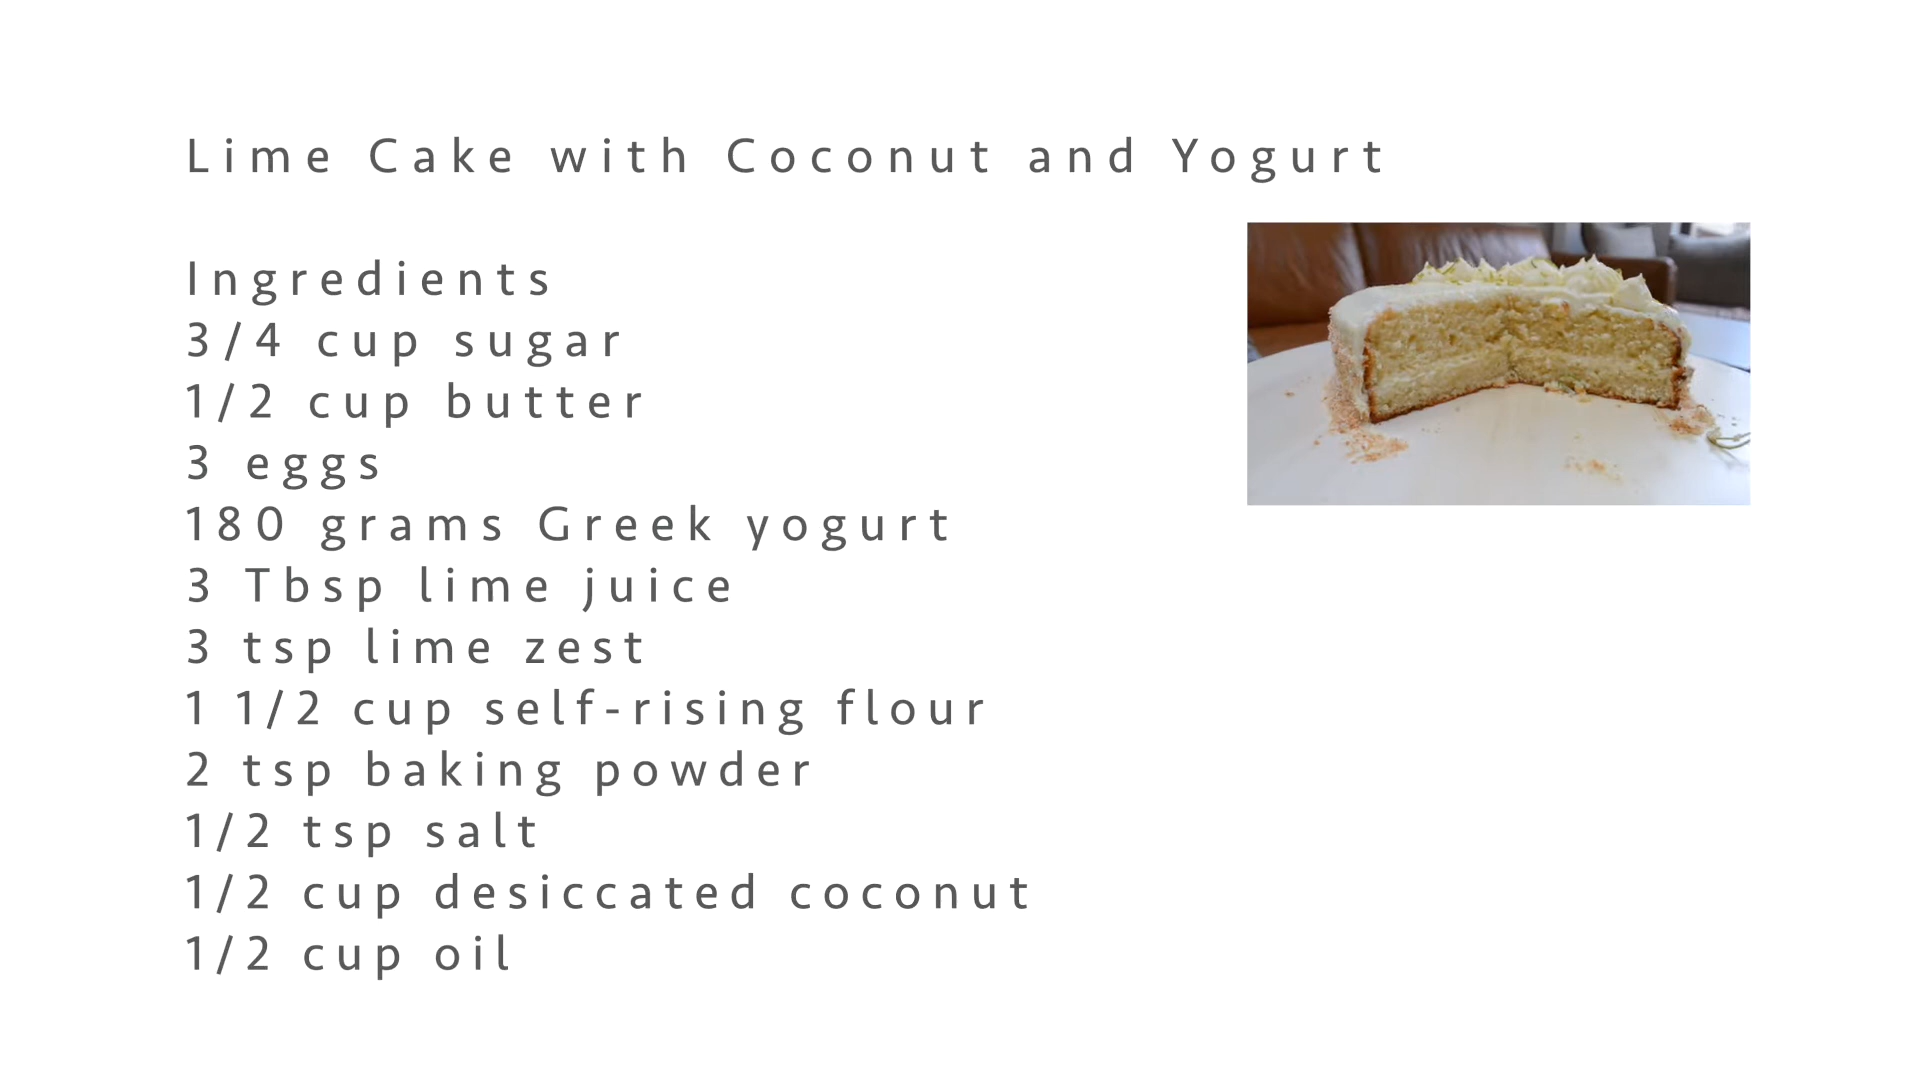 Lime Cake with Coconut and Yogurt
Ingredients
3/4 cup sugar
1/2 cup butter
3 eggs
180 grams Greek yogurt
3 Tbsp lime juice
3 tsp lime zest
1 1/2 cup self-rising flour
2 tsp baking powder
1/2 tsp salt
1/2 cup desiccated coconut
1/2 cup oil